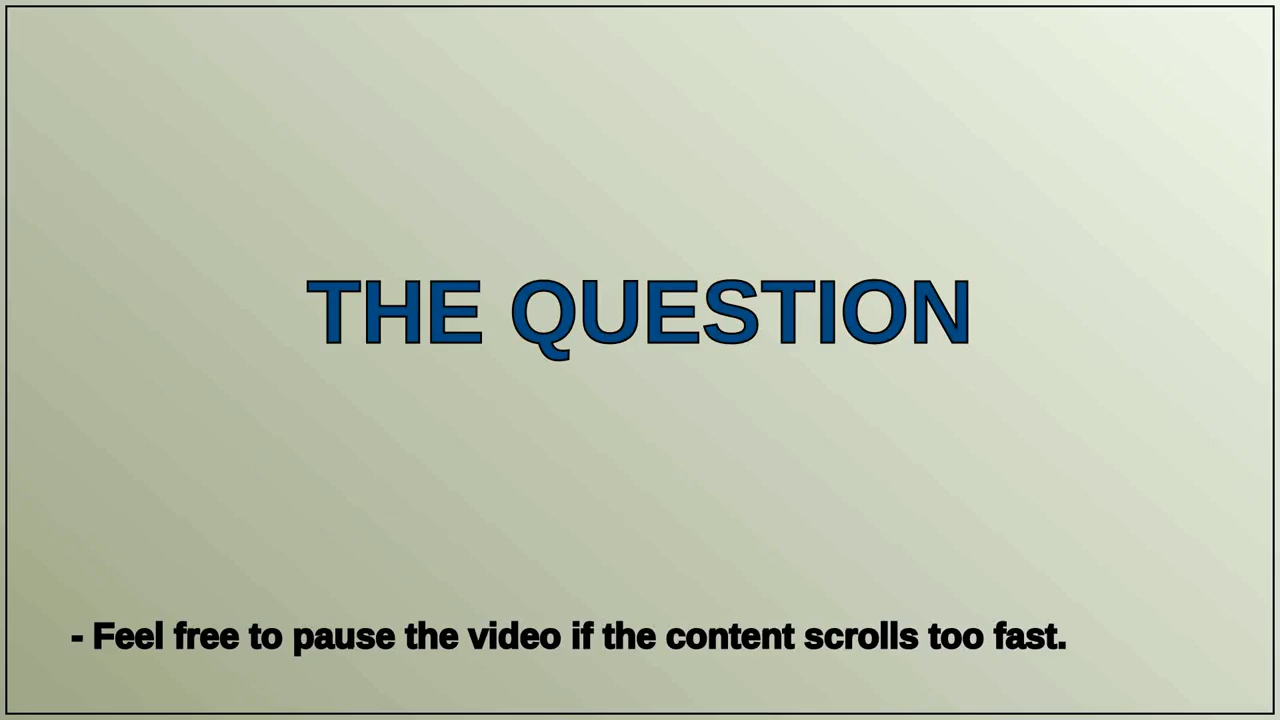 THE QUESTION
- Feel free to pause the video if the content scrolls too fast.